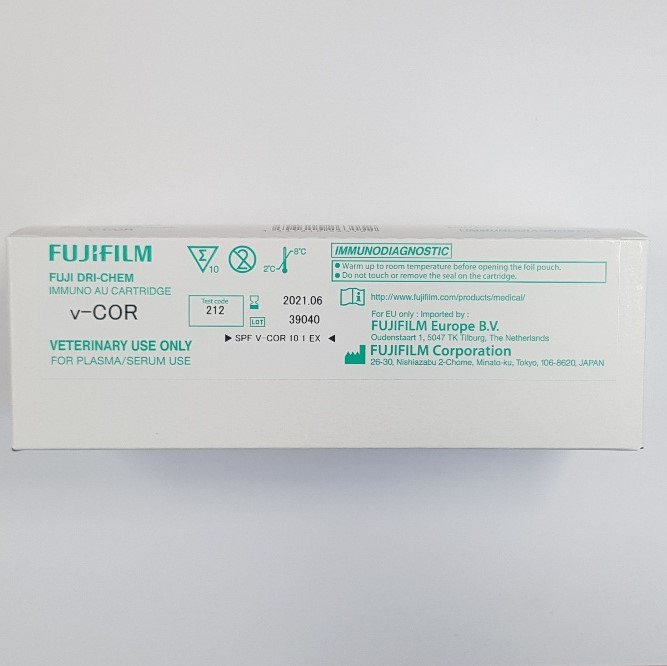 FUJIFILM
FUJI DRI-CHEM
IMMUNO AU CARTRIDGE
v-COR
VETERINARY USE ONLY
FOR PLASMA/SERUM USE
Σ
10
2
2°C
8°C
Test code
212
2021.06
LOT
39040
▶ SPF V-COR 10 I EX ◀
IMMUNODIAGNOSTIC
● Warm up to room temperature before opening the foil pouch.
● Do not touch or remove the seal on the cartridge.
i
http://www.fujifilm.com/products/medical/
For EU only : Imported by :
FUJIFILM Europe B.V.
Oudenstaart 1, 5047 TK Tilburg, The Netherlands
FUJIFILM Corporation
26-30, Nishiazabu 2-Chome, Minato-ku, Tokyo, 106-8620, JAPAN